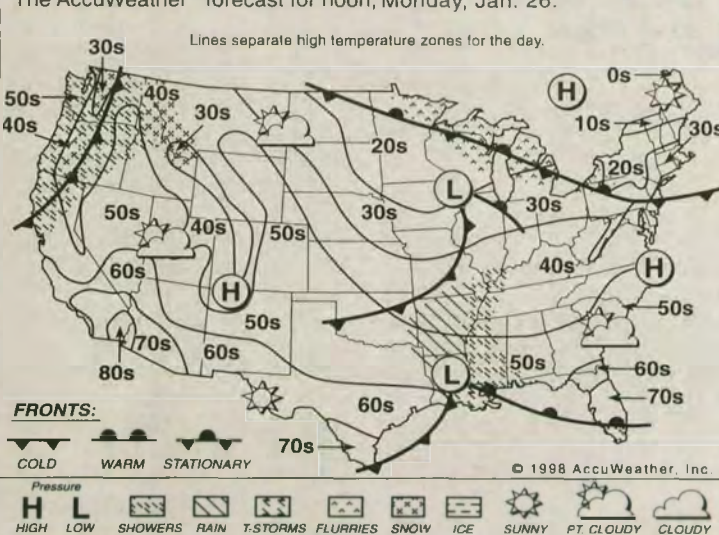 The AccuWeather® forecast for noon, Monday, Jan. 26.
Lines separate high temperature zones for the day.
30s
0s
50s
40s
H
40s
30s
10s
30s
20s
20s
L
50s
40s
50s
30s
30s
60s
40s
H
H
50s
50s
70s
60s
80s
L
50s
60s
60s
70s
70s
FRONTS:
COLD WARM STATIONARY
© 1998 AccuWeather, Inc.
Pressure
H L
HIGH LOW SHOWERS RAIN T-STORMS FLURRIES SNOW ICE SUNNY PT. CLOUDY CLOUDY